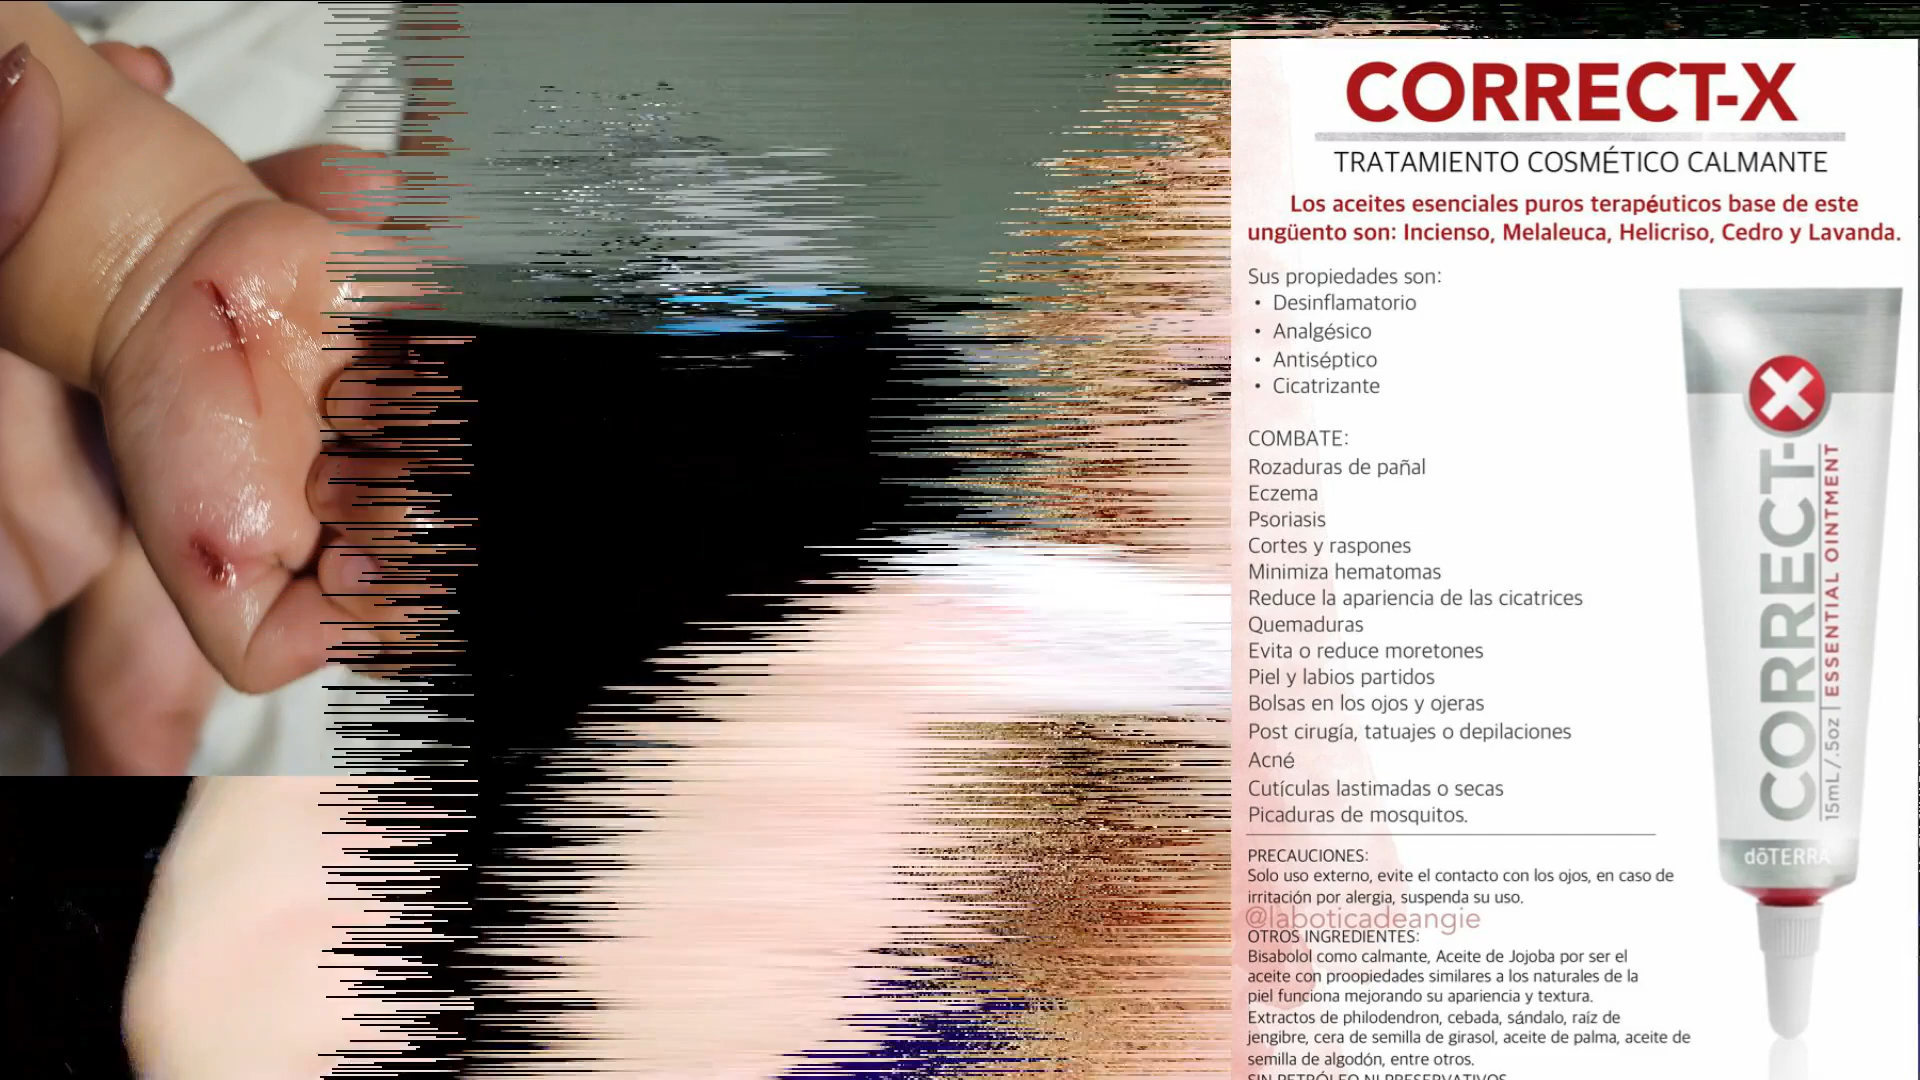 CORRECT-X
TRATAMIENTO COSMÉTICO CALMANTE
Los aceites esenciales puros terapéuticos base de este
ungüento son: Incienso, Melaleuca, Helicriso, Cedro y Lavanda.
Sus propiedades son:
• Desinflamatorio
• Analgésico
• Antiséptico
• Cicatrizante
COMBATE:
Rozaduras de pañal
Eczema
Psoriasis
Cortes y raspones
Minimiza hematomas
Reduce la apariencia de las cicatrices
Quemaduras
Evita o reduce moretones
Piel y labios partidos
Bolsas en los ojos y ojeras
Post cirugía, tatuajes o depilaciones
Acné
Cutículas lastimadas o secas
Picaduras de mosquitos.
PRECAUCIONES:
Solo uso externo, evite el contacto con los ojos, en caso de
irritación por alergia, suspenda su uso.
@laboticadeangie
OTROS INGREDIENTES:
Bisabolol como calmante, Aceite de Jojoba por ser el
aceite con proopiedades similares a los naturales de la
piel funciona mejorando su apariencia y textura.
Extractos de philodendron, cebada, sándalo, raíz de
jengibre, cera de semilla de girasol, aceite de palma, aceite de
semilla de algodón, entre otros.
SIN PETRÓLEO NI PRESERVATIVOS
CORRECT-X
15mL/.5oz | ESSENTIAL OINTMENT
dōTERRA